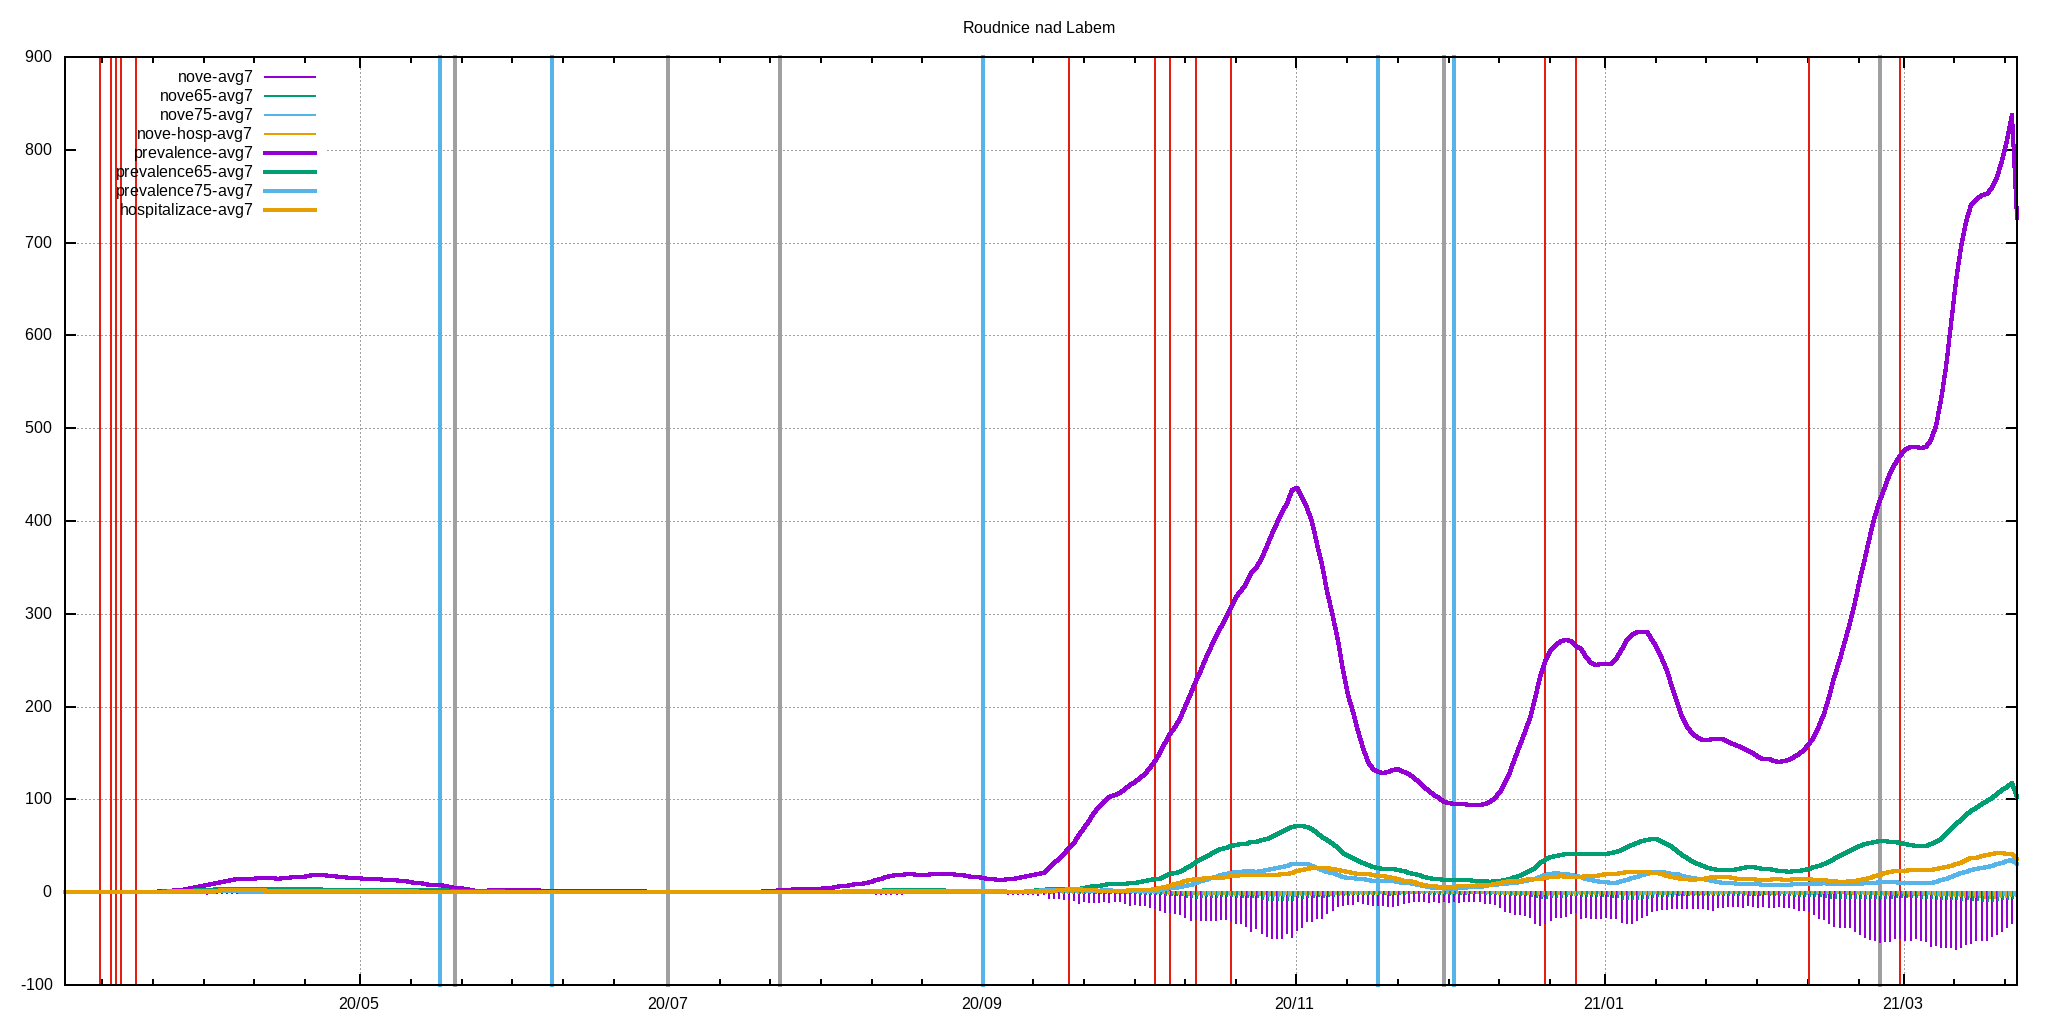 Roudnice nad Labem
900
800
700
600
500
400
300
200
100
0
-100
nove-avg7
nove65-avg7
nove75-avg7
nove-hosp-avg7
prevalence-avg7
prevalence65-avg7
prevalence75-avg7
hospitalizace-avg7
20/05 20/07 20/09 20/11 21/01 21/03